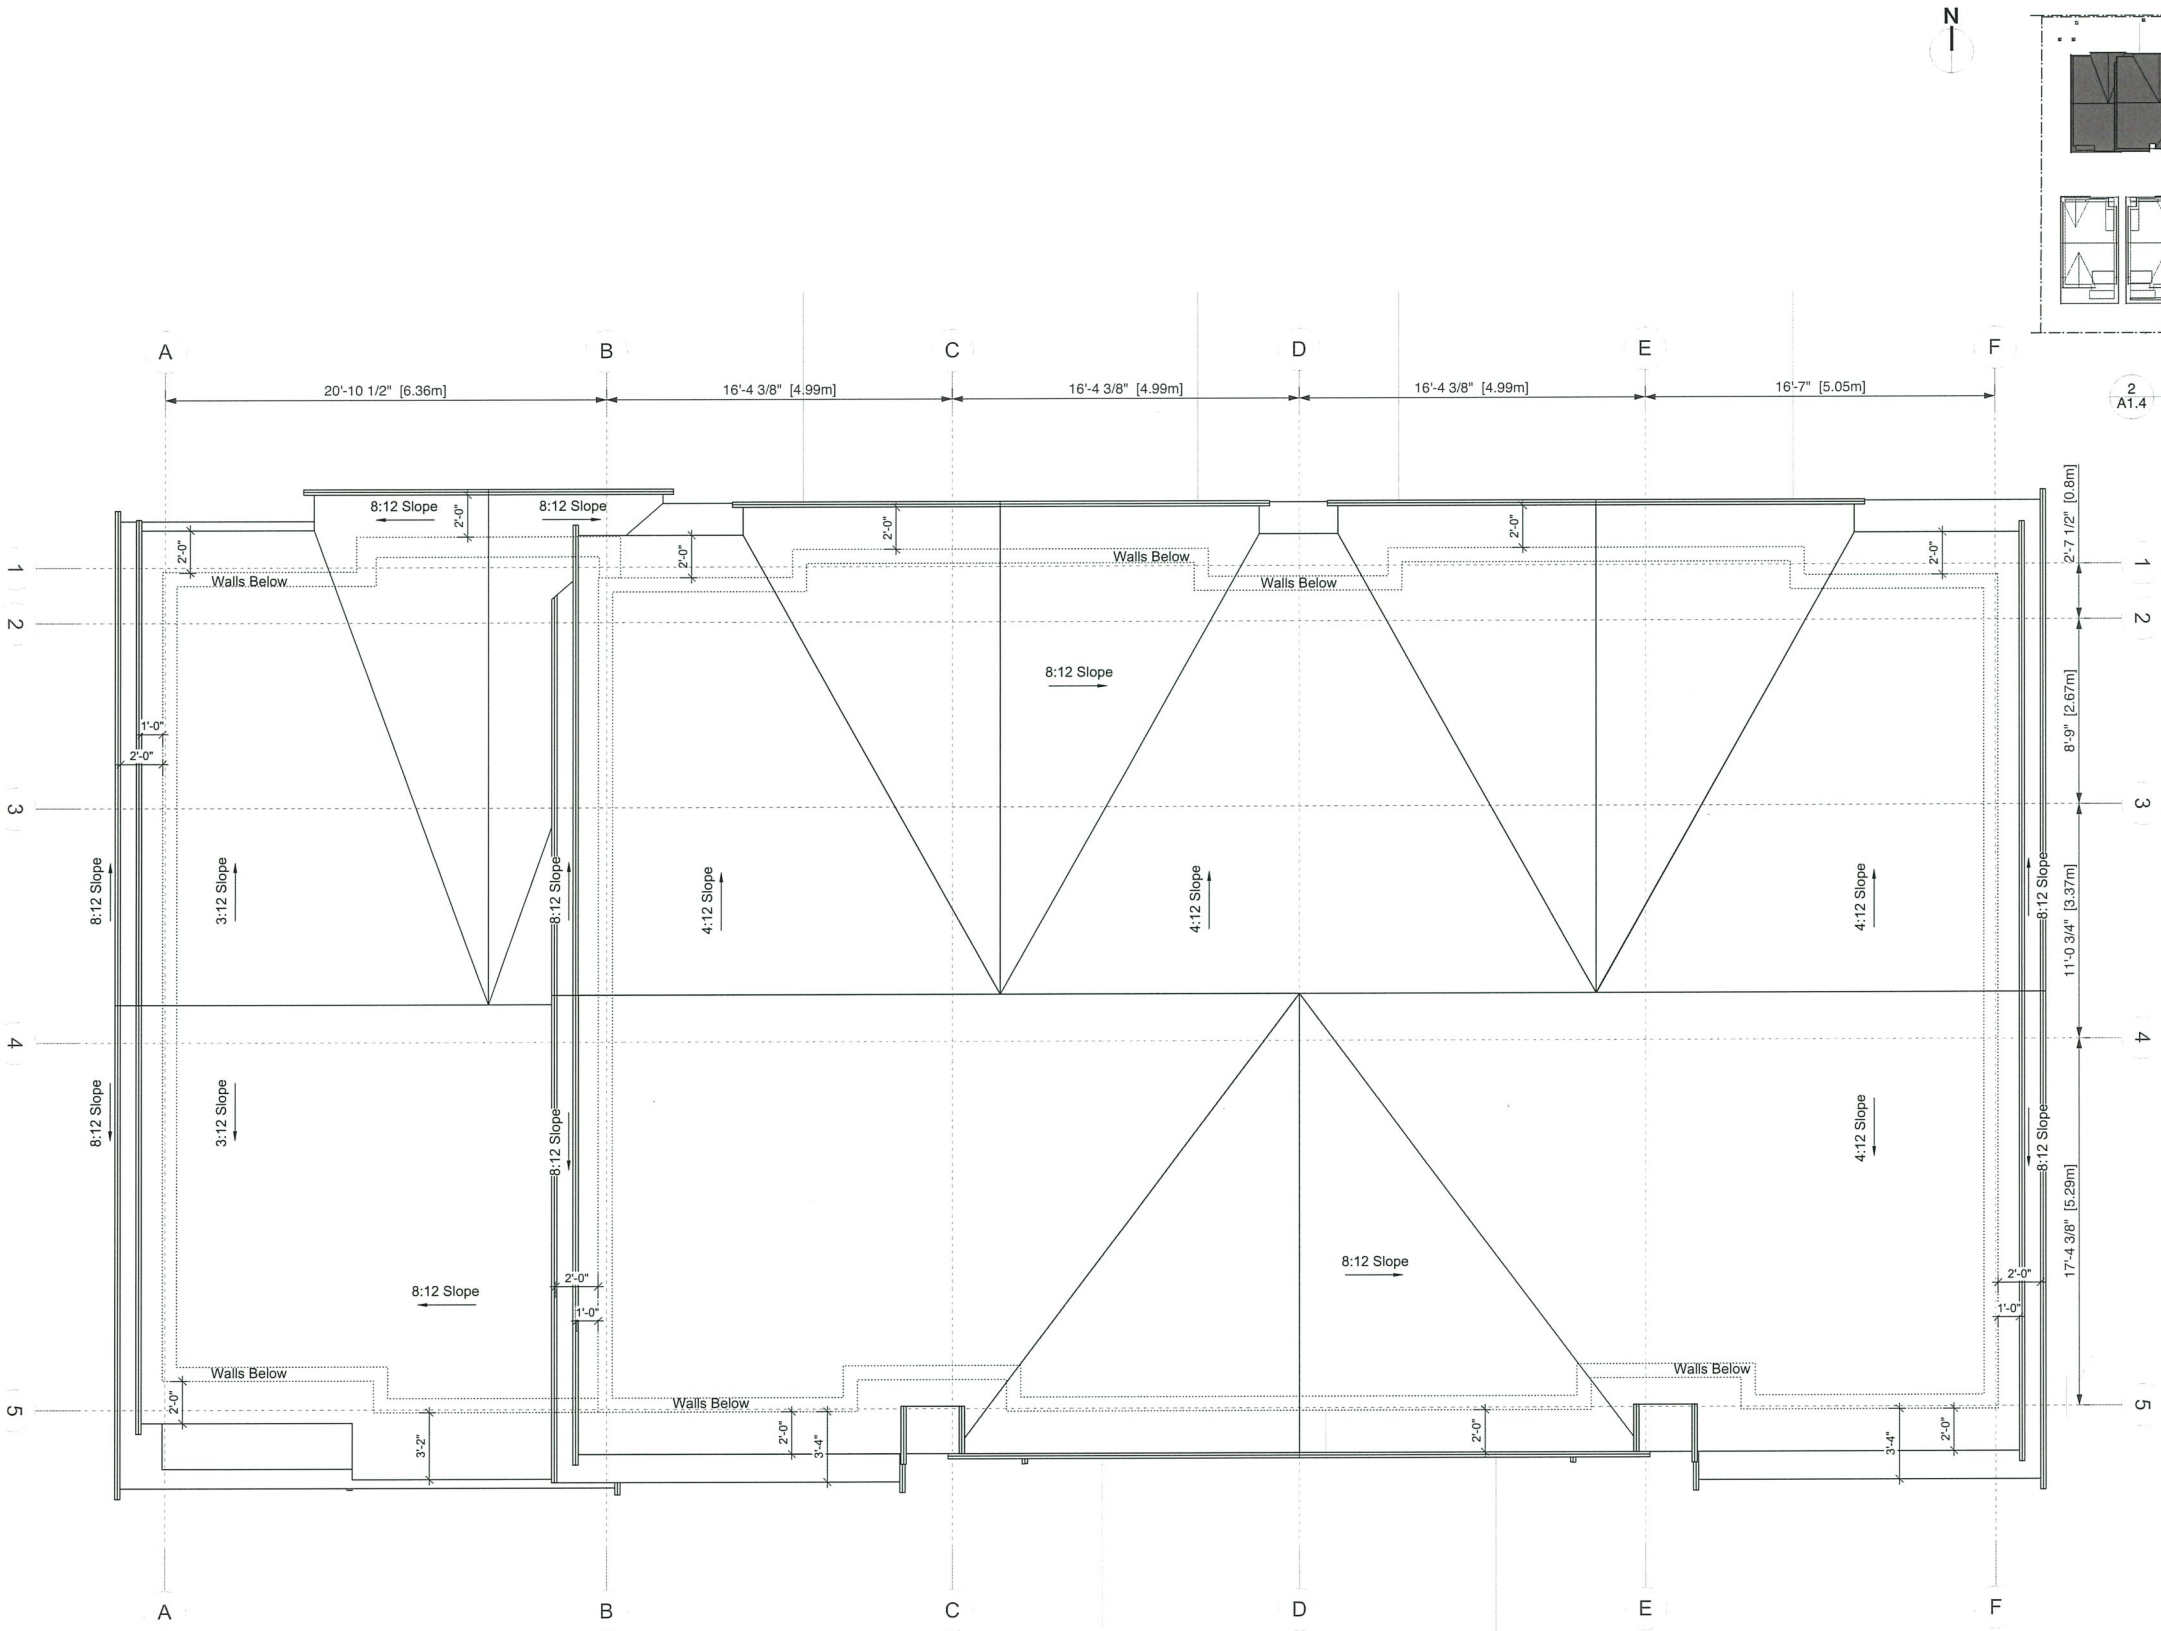 N
A B C D E F
20'-10 1/2" [6.36m] 16'-4 3/8" [4.99m] 16'-4 3/8" [4.99m] 16'-4 3/8" [4.99m] 16'-7" [5.05m]
2
A1.4
2'-7 1/2" [0.8m]
8'-9" [2.67m]
11'-0 3/4" [3.37m]
17'-4 3/8" [5.29m]
8:12 Slope 8:12 Slope
2'-0"
2'-0"
2'-0"
2'-0"
2'-0"
2'-0"
Walls Below
1 Walls Below Walls Below 1
2 2
8:12 Slope
1'-0"
2'-0"
3 3
8:12 Slope
3:12 Slope
8:12 Slope
4:12 Slope
4:12 Slope
4:12 Slope
8:12 Slope
4 4
8:12 Slope
3:12 Slope
8:12 Slope
4:12 Slope
8:12 Slope
8:12 Slope
8:12 Slope
2'-0"
1'-0"
2'-0"
1'-0"
Walls Below
Walls Below
Walls Below
5 5
2'-0"
3'-2"
2'-0"
3'-4"
2'-0"
3'-4"
2'-0"
A B C D E F